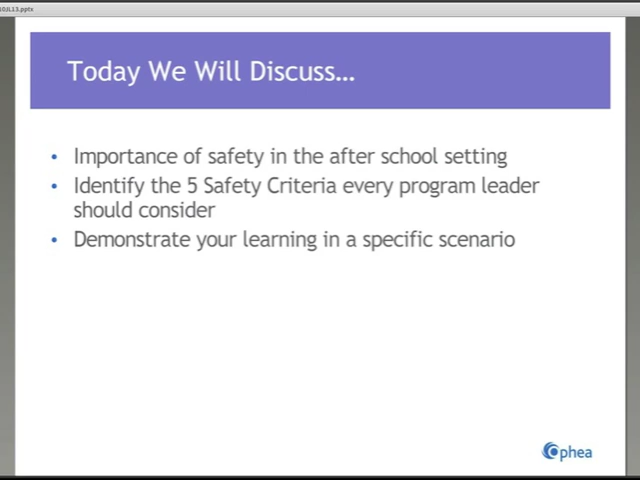 Today We Will Discuss…
• Importance of safety in the after school setting
• Identify the 5 Safety Criteria every program leader
should consider
• Demonstrate your learning in a specific scenario
Ophea